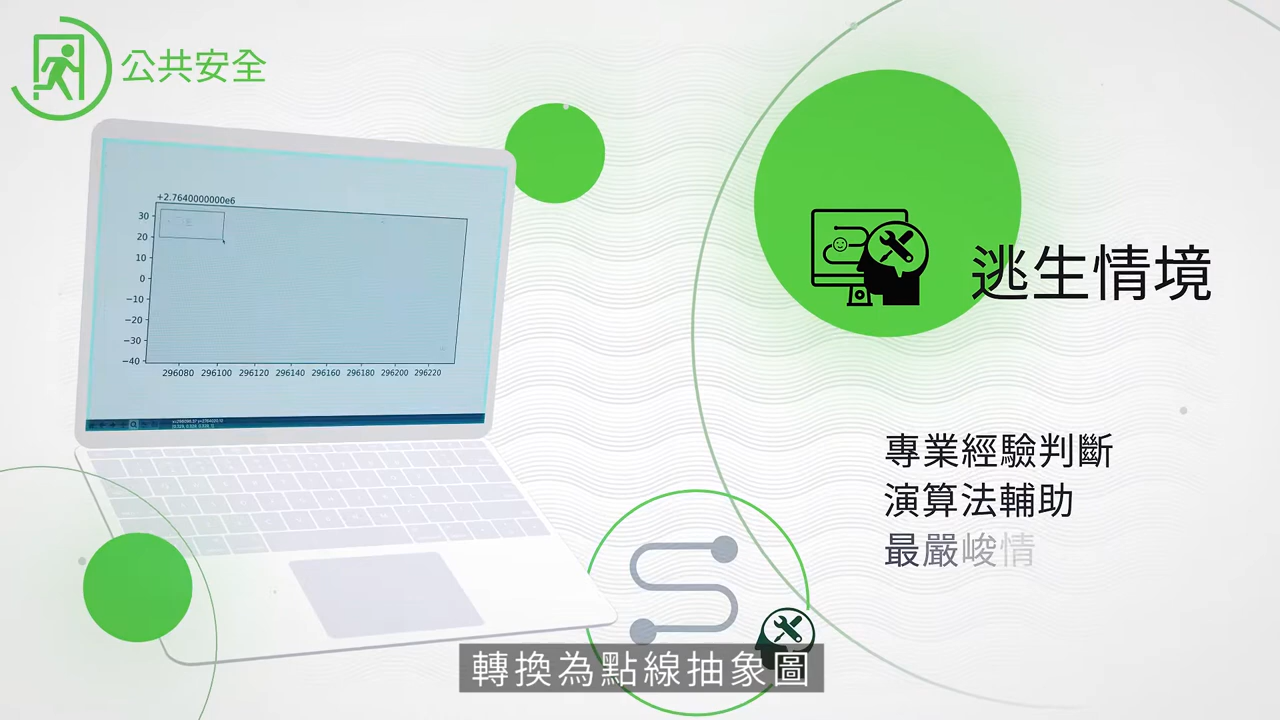 公共安全
+2.7640000000e6
30
20
10
0
−10
−20
−30
−40
296080 296100 296120 296140 296160 296180 296200 296220
逃生情境
專業經驗判斷
演算法輔助
最嚴峻情
轉換為點線抽象圖